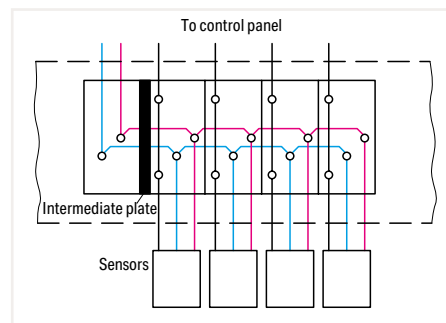 To control panel
Intermediate plate
Sensors